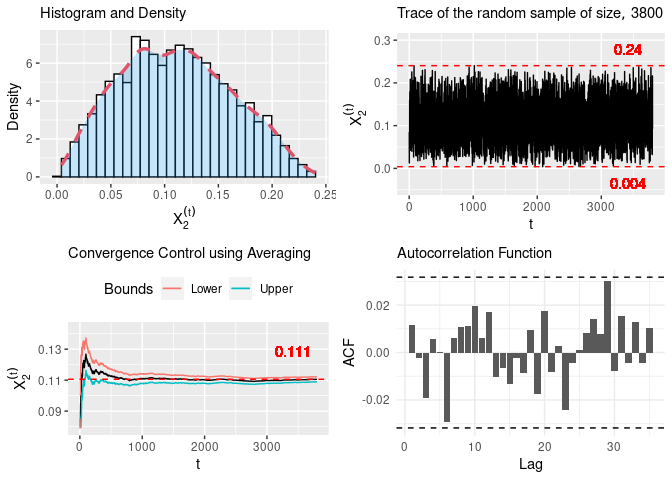 Histogram and Density
Density
6
4
2
0
0.00 0.05 0.10 0.15 0.20 0.25
X₂⁽ᵗ⁾
Trace of the random sample of size, 3800
X₂⁽ᵗ⁾
0.3
0.2
0.1
0.0
0.24
0.004
0 1000 2000 3000
t
Convergence Control using Averaging
Bounds Lower Upper
X₂⁽ᵗ⁾
0.13
0.11
0.09
0.111
0 1000 2000 3000
t
Autocorrelation Function
ACF
0.02
0.00
-0.02
0 10 20 30
Lag